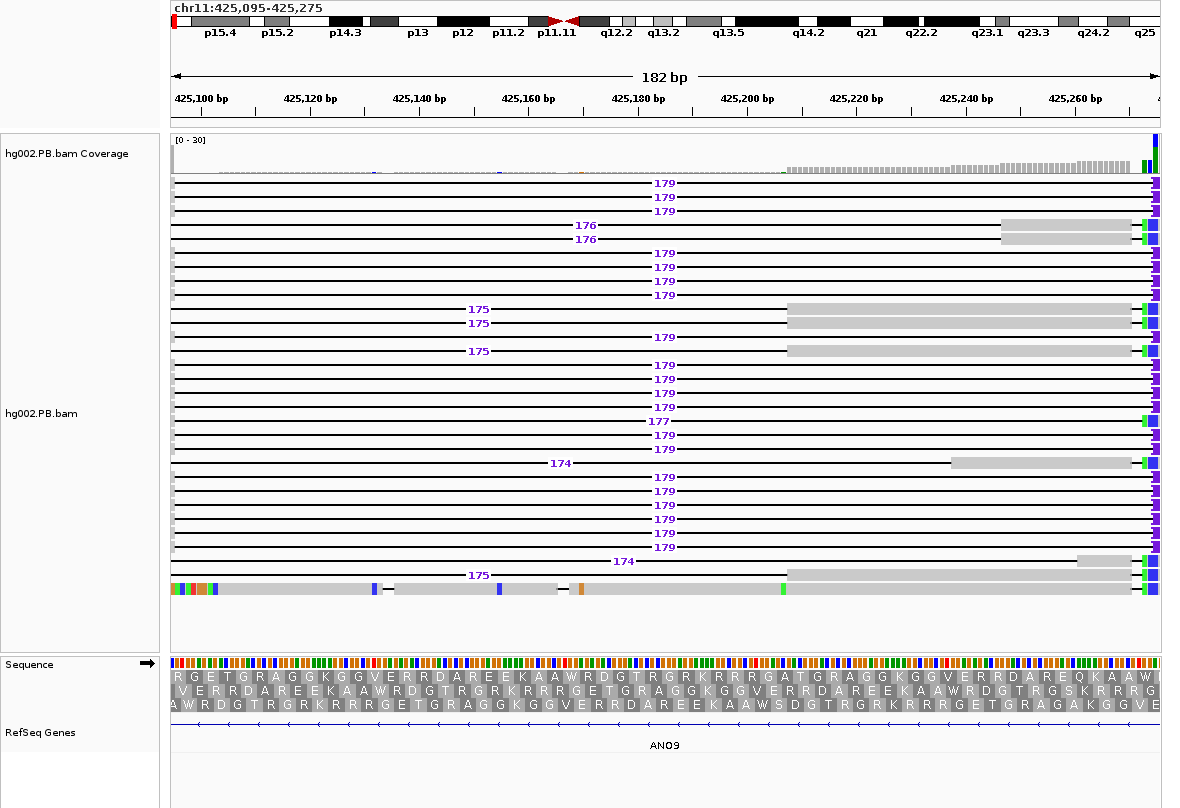 chr11:425,095-425,275
p15.4 p15.2 p14.3 p13 p12 p11.2 p11.11 q12.2 q13.2 q13.5 q14.2 q21 q22.2 q23.1 q23.3 q24.2 q25
182 bp
425,100 bp 425,120 bp 425,140 bp 425,160 bp 425,180 bp 425,200 bp 425,220 bp 425,240 bp 425,260 bp 4
[0 - 30]
hg002.PB.bam Coverage
179
179
179
176
176
179
179
179
179
175
175
179
175
179
179
179
179
hg002.PB.bam
177
179
179
174
179
179
179
179
179
179
174
175
Sequence
R G E T G R A G G K G G V E R R D A R E E K A A W R D G T R G R K R R R G A T G R A G G K G G V E R R D A R E Q K A A W
V E R R D A R E E K A A W R D G T R G R K R R R G E T G R A G G K G G V E R R D A R E E K A A W R D G T R G S K R R R G
A W R D G T R G R K R R R G E T G R A G G K G G V E R R D A R E E K A A W S D G T R G R K R R R G E T G R A G A K G G V E
RefSeq Genes
ANO9